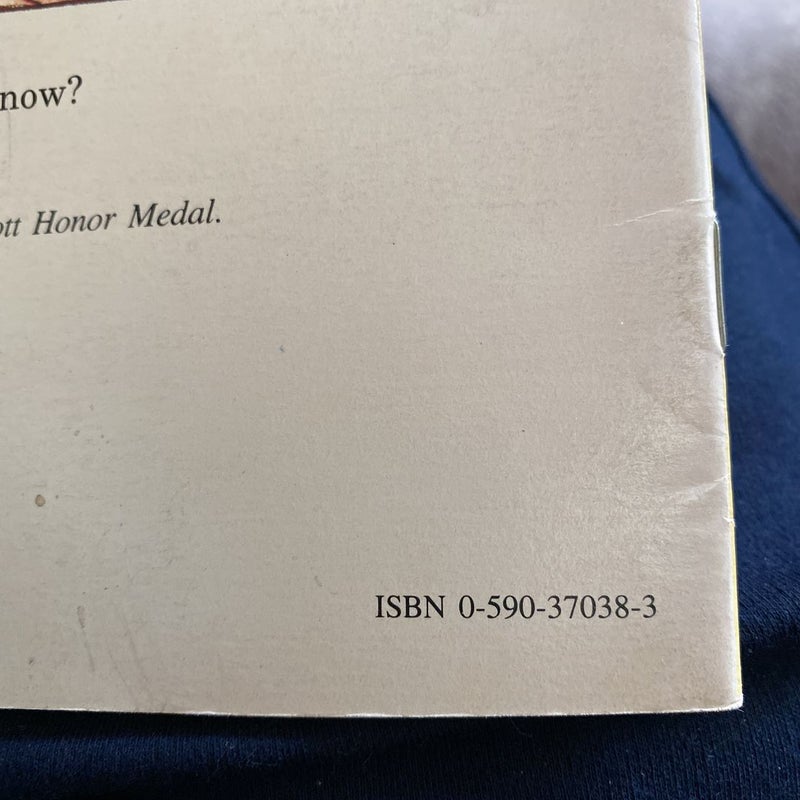 now?
ott Honor Medal.
ISBN 0-590-37038-3